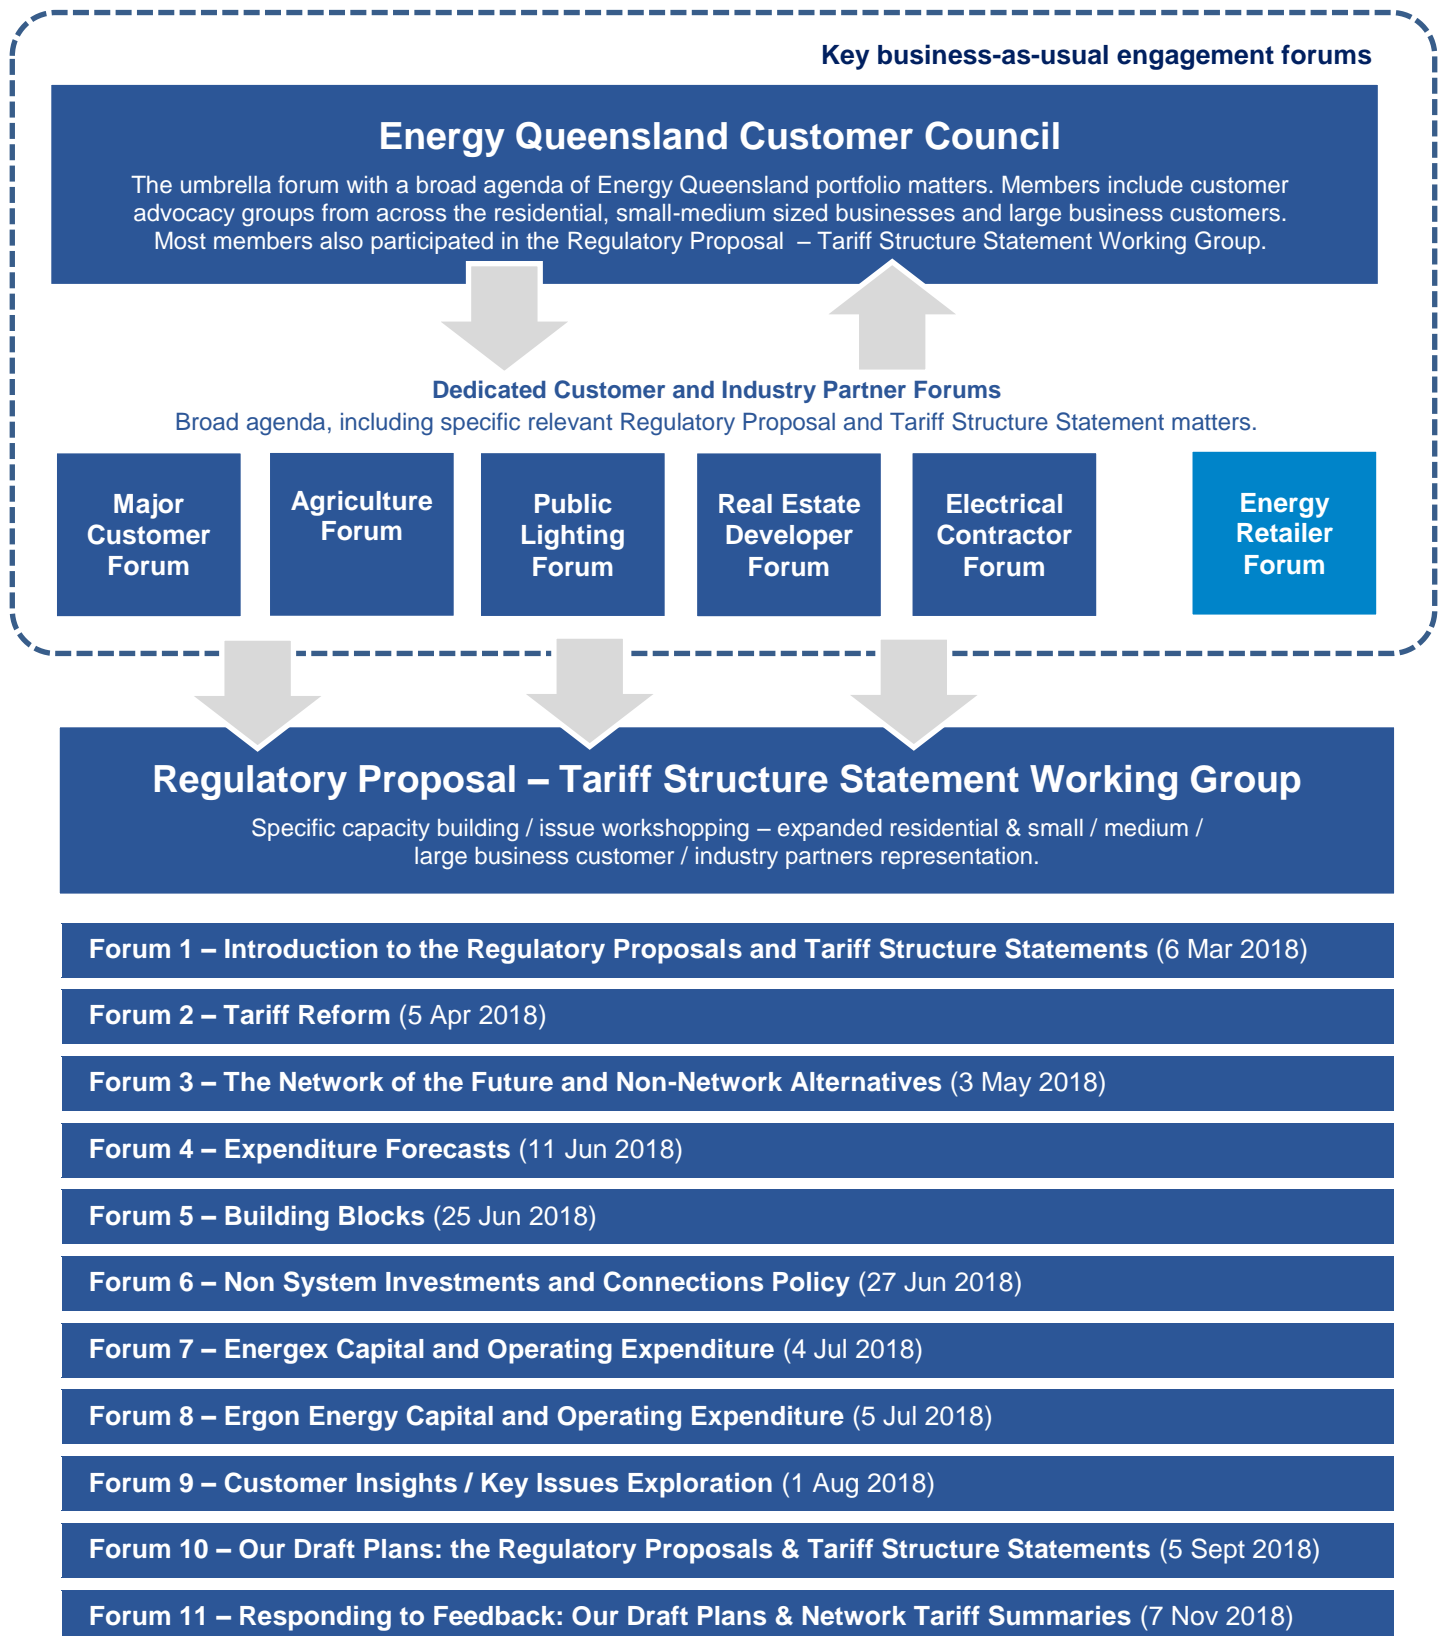 Key business-as-usual engagement forums
Energy Queensland Customer Council
The umbrella forum with a broad agenda of Energy Queensland portfolio matters. Members include customer
advocacy groups from across the residential, small-medium sized businesses and large business customers.
Most members also participated in the Regulatory Proposal – Tariff Structure Statement Working Group.
Dedicated Customer and Industry Partner Forums
Broad agenda, including specific relevant Regulatory Proposal and Tariff Structure Statement matters.
Major
Customer
Forum
Agriculture
Forum
Public
Lighting
Forum
Real Estate
Developer
Forum
Electrical
Contractor
Forum
Energy
Retailer
Forum
Regulatory Proposal – Tariff Structure Statement Working Group
Specific capacity building / issue workshopping – expanded residential & small / medium /
large business customer / industry partners representation.
Forum 1 – Introduction to the Regulatory Proposals and Tariff Structure Statements (6 Mar 2018)
Forum 2 – Tariff Reform (5 Apr 2018)
Forum 3 – The Network of the Future and Non-Network Alternatives (3 May 2018)
Forum 4 – Expenditure Forecasts (11 Jun 2018)
Forum 5 – Building Blocks (25 Jun 2018)
Forum 6 – Non System Investments and Connections Policy (27 Jun 2018)
Forum 7 – Energex Capital and Operating Expenditure (4 Jul 2018)
Forum 8 – Ergon Energy Capital and Operating Expenditure (5 Jul 2018)
Forum 9 – Customer Insights / Key Issues Exploration (1 Aug 2018)
Forum 10 – Our Draft Plans: the Regulatory Proposals & Tariff Structure Statements (5 Sept 2018)
Forum 11 – Responding to Feedback: Our Draft Plans & Network Tariff Summaries (7 Nov 2018)